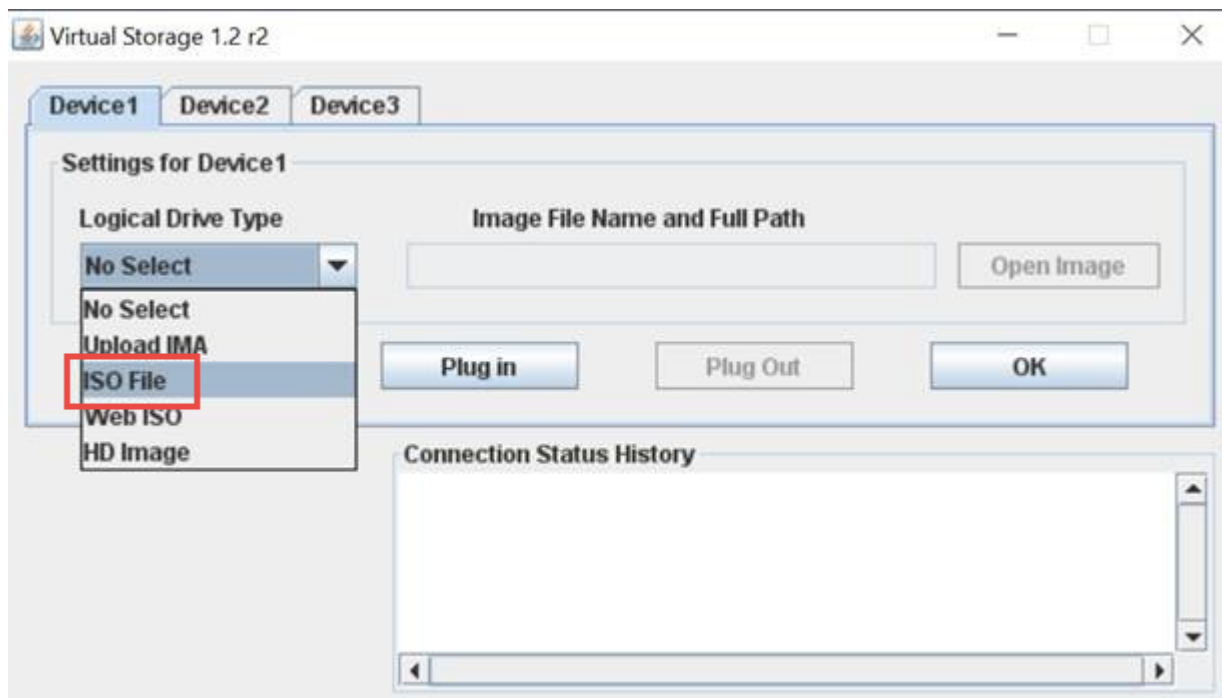 Virtual Storage 1.2 r2
Device1 Device2 Device3
Settings for Device1
Logical Drive Type Image File Name and Full Path
No Select Open Image
No Select
Upload IMA
ISO File
Web ISO
HD Image
Plug in Plug Out OK
Connection Status History